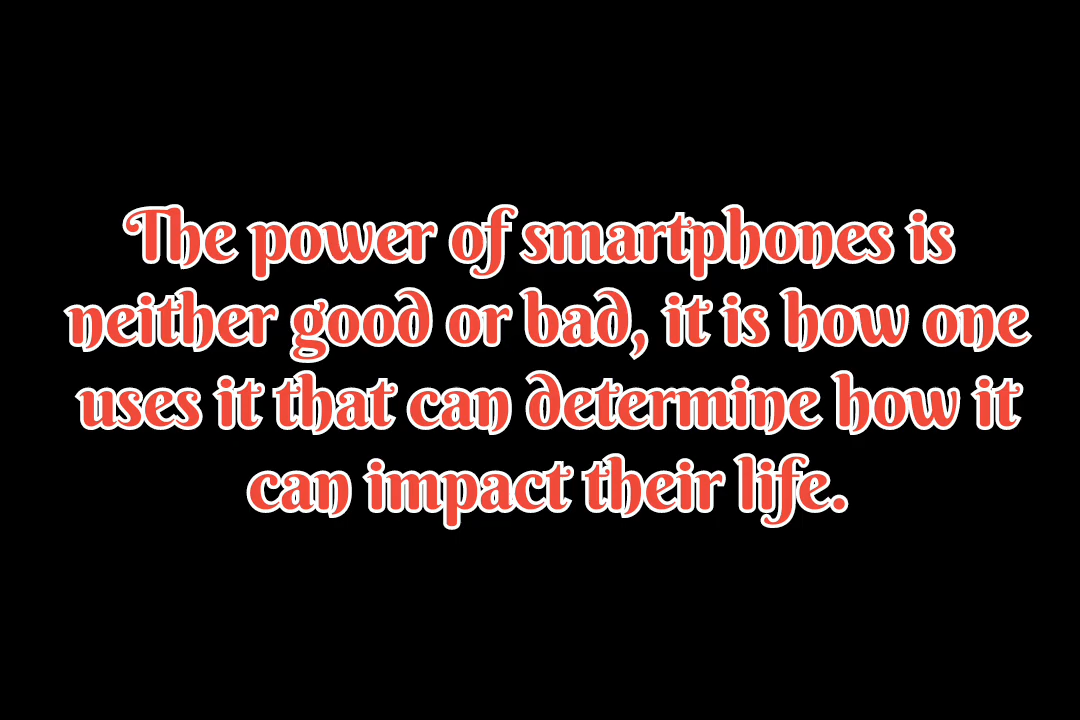 The power of smartphones is
neither good or bad, it is how one
uses it that can determine how it
can impact their life.